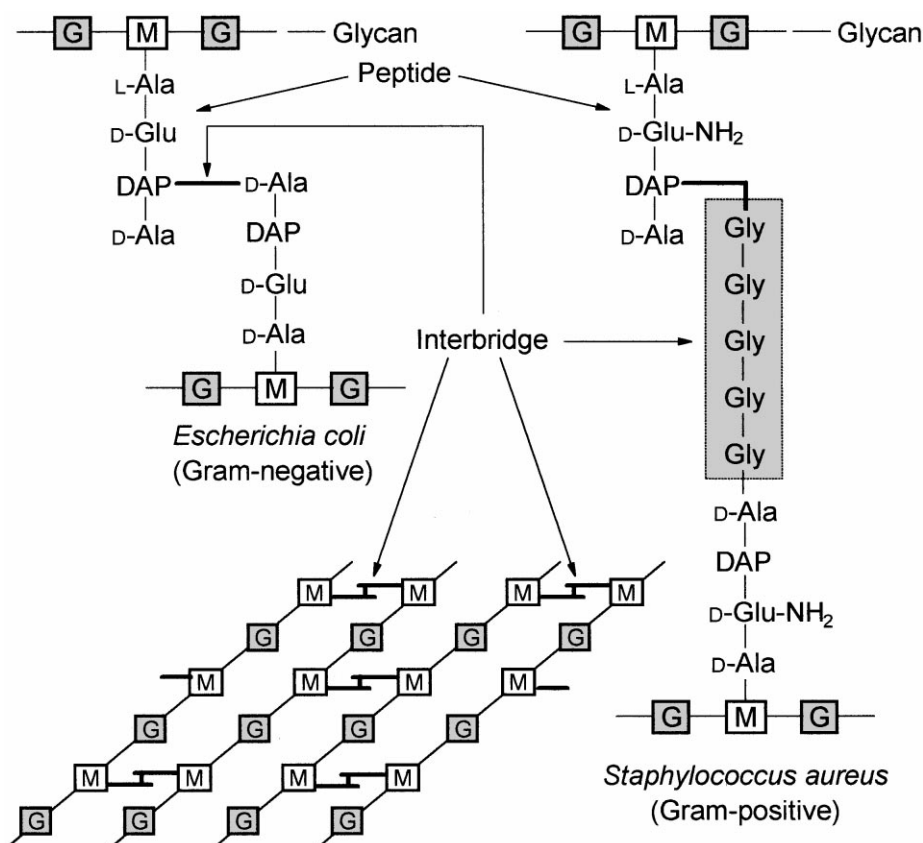 G M G Glycan G M G Glycan
L-Ala Peptide L-Ala
D-Glu D-Glu-NH₂
DAP D-Ala DAP
D-Ala DAP D-Ala Gly
D-Glu Gly
D-Ala Interbridge Gly
G M G Gly
Escherichia coli
(Gram-negative) Gly
D-Ala
DAP
M M M M
G G G G D-Glu-NH₂
M M M M D-Ala
G G G G G M G
M M M M Staphylococcus aureus
G G G G (Gram-positive)